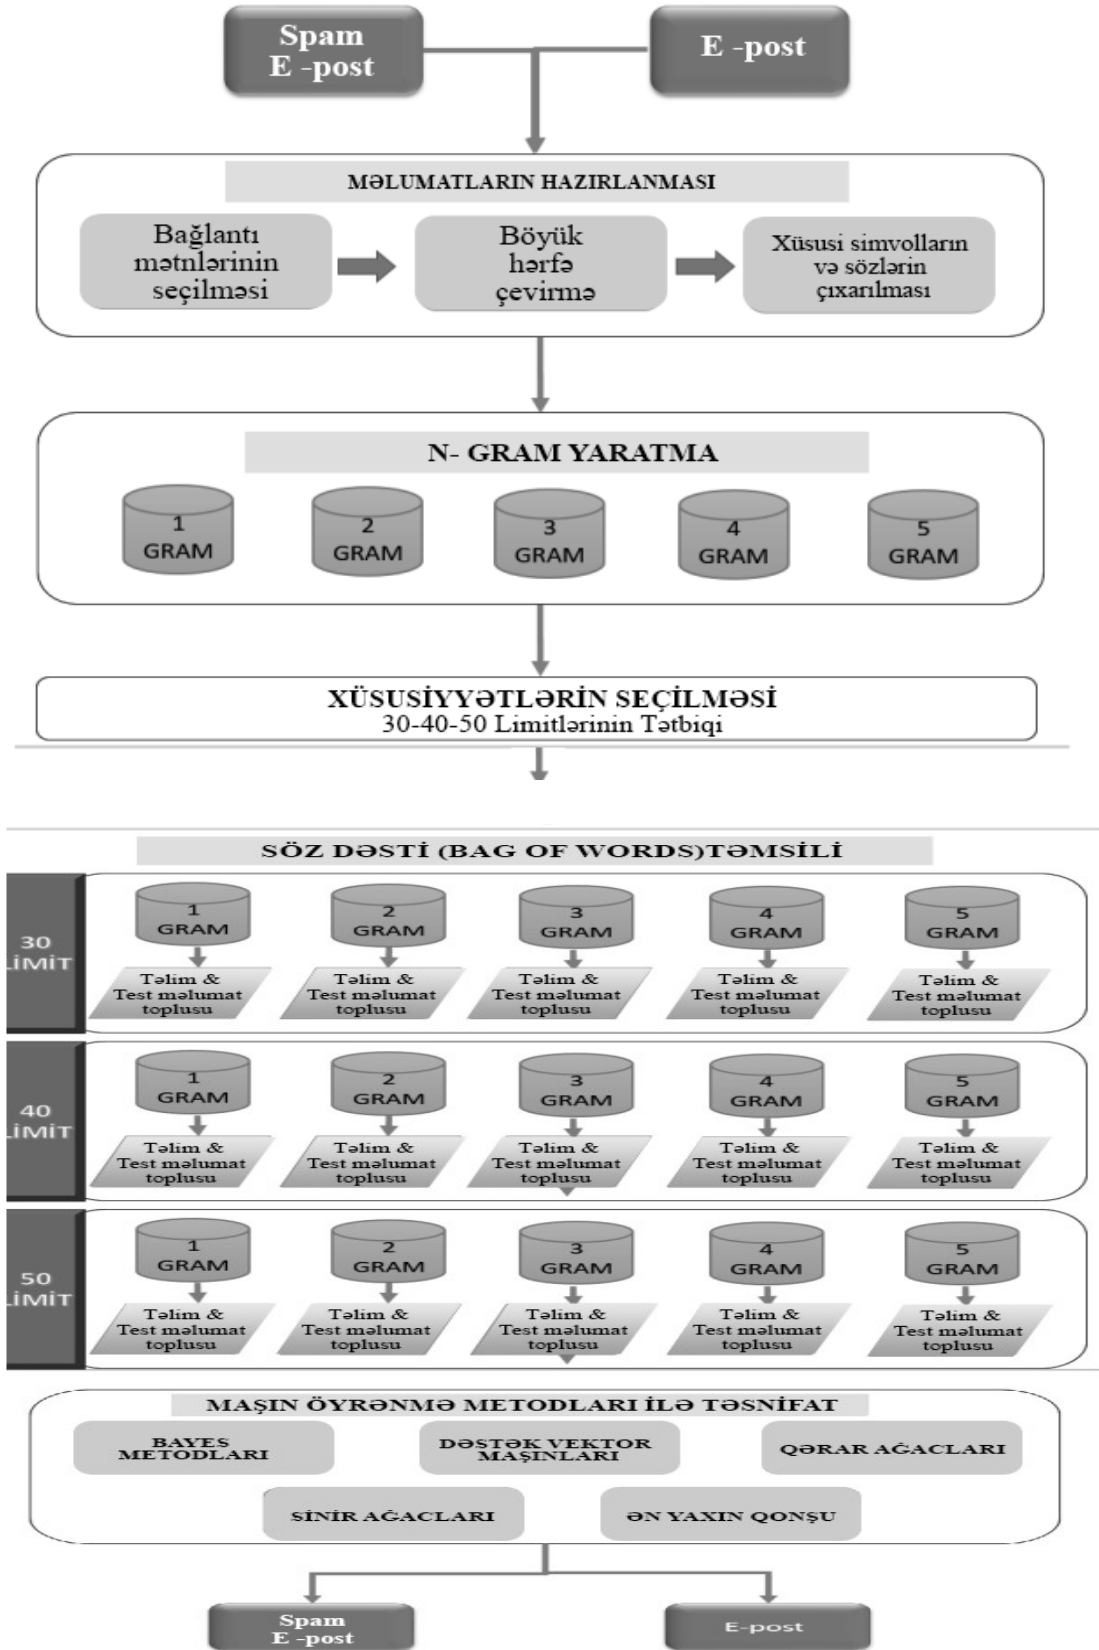 Spam
E -post
E -post
MƏLUMATLARIN HAZIRLANMASI
Bağlantı
mətnlərinin
seçilməsi
Böyük
hərfə
çevirmə
Xüsusi simvolların
və sözlərin
çıxarılması
N- GRAM YARATMA
1
GRAM
2
GRAM
3
GRAM
4
GRAM
5
GRAM
XÜSUSİYYƏTLƏRİN SEÇİLMƏSİ
30-40-50 Limitlərinin Tətbiqi
SÖZ DƏSTİ (BAG OF WORDS)TƏMSİLİ
30
LİMİT
1
GRAM
2
GRAM
3
GRAM
4
GRAM
5
GRAM
Təlim &
Test məlumat
toplusu
Təlim &
Test məlumat
toplusu
Təlim &
Test məlumat
toplusu
Təlim &
Test məlumat
toplusu
Təlim &
Test məlumat
toplusu
40
LİMİT
1
GRAM
2
GRAM
3
GRAM
4
GRAM
5
GRAM
Təlim &
Test məlumat
toplusu
Təlim &
Test məlumat
toplusu
Təlim &
Test məlumat
toplusu
Təlim &
Test məlumat
toplusu
Təlim &
Test məlumat
toplusu
50
LİMİT
1
GRAM
2
GRAM
3
GRAM
4
GRAM
5
GRAM
Təlim &
Test məlumat
toplusu
Təlim &
Test məlumat
toplusu
Təlim &
Test məlumat
toplusu
Təlim &
Test məlumat
toplusu
Təlim &
Test məlumat
toplusu
MAŞIN ÖYRƏNMƏ METODLARI İLƏ TƏSNİFAT
BAYES
METODLARI
DƏSTƏK VEKTOR
MAŞINLARI
QƏRAR AĞACLARI
SİNİR AĞACLARI
ƏN YAXIN QONŞU
Spam
E -post
E-post